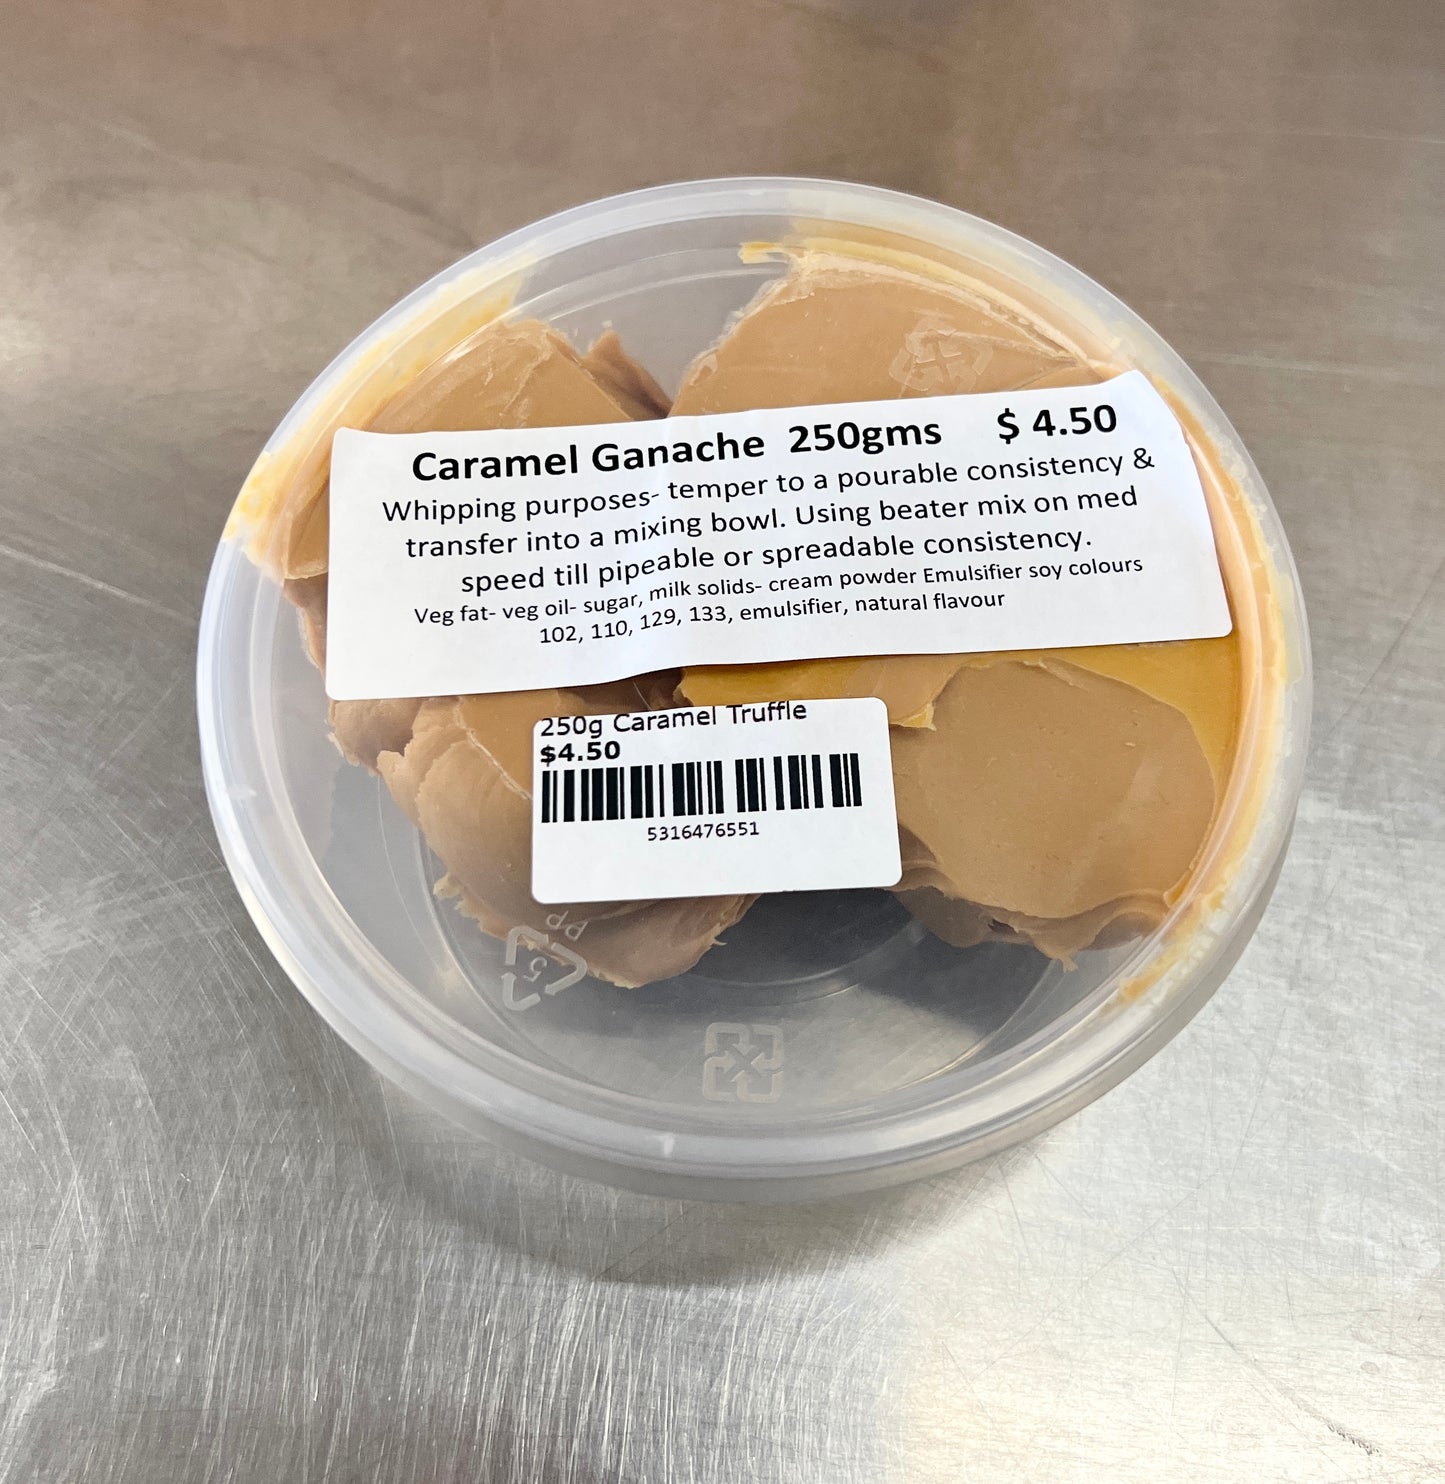 Caramel Ganache 250gms $ 4.50
Whipping purposes- temper to a pourable consistency &
transfer into a mixing bowl. Using beater mix on med
speed till pipeable or spreadable consistency.
Veg fat- veg oil- sugar, milk solids- cream powder Emulsifier soy colours
102, 110, 129, 133, emulsifier, natural flavour
250g Caramel Truffle
$4.50
5316476551
PP
5